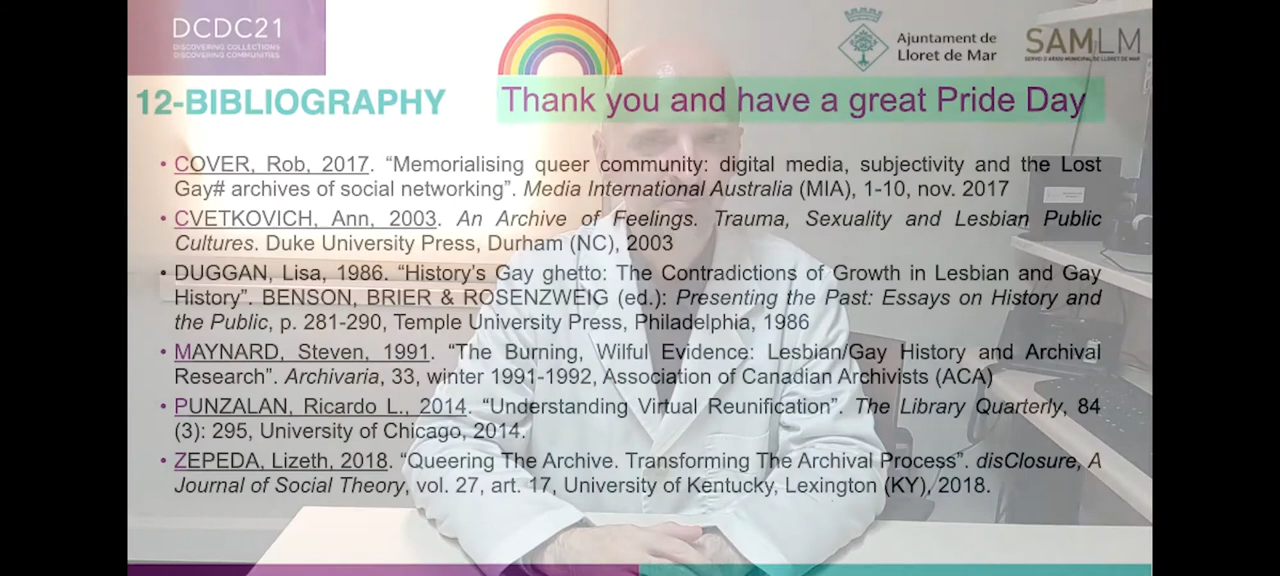 DCDC21
DISCOVERING COLLECTIONS
DISCOVERING COMMUNITIES
Ajuntament de
Lloret de Mar
SAMLM
SERVEI D'ARXIU MUNICIPAL DE LLORET DE MAR
12-BIBLIOGRAPHY
Thank you and have a great Pride Day
• COVER, Rob, 2017. “Memorialising queer community: digital media, subjectivity and the Lost
Gay# archives of social networking”. Media International Australia (MIA), 1-10, nov. 2017
• CVETKOVICH, Ann, 2003. An Archive of Feelings. Trauma, Sexuality and Lesbian Public
Cultures. Duke University Press, Durham (NC), 2003
• DUGGAN, Lisa, 1986. “History’s Gay ghetto: The Contradictions of Growth in Lesbian and Gay
History”. BENSON, BRIER & ROSENZWEIG (ed.): Presenting the Past: Essays on History and
the Public, p. 281-290, Temple University Press, Philadelphia, 1986
• MAYNARD, Steven, 1991. “The Burning, Wilful Evidence: Lesbian/Gay History and Archival
Research”. Archivaria, 33, winter 1991-1992, Association of Canadian Archivists (ACA)
• PUNZALAN, Ricardo L., 2014. “Understanding Virtual Reunification”. The Library Quarterly, 84
(3): 295, University of Chicago, 2014.
• ZEPEDA, Lizeth, 2018. “Queering The Archive. Transforming The Archival Process”. disClosure, A
Journal of Social Theory, vol. 27, art. 17, University of Kentucky, Lexington (KY), 2018.